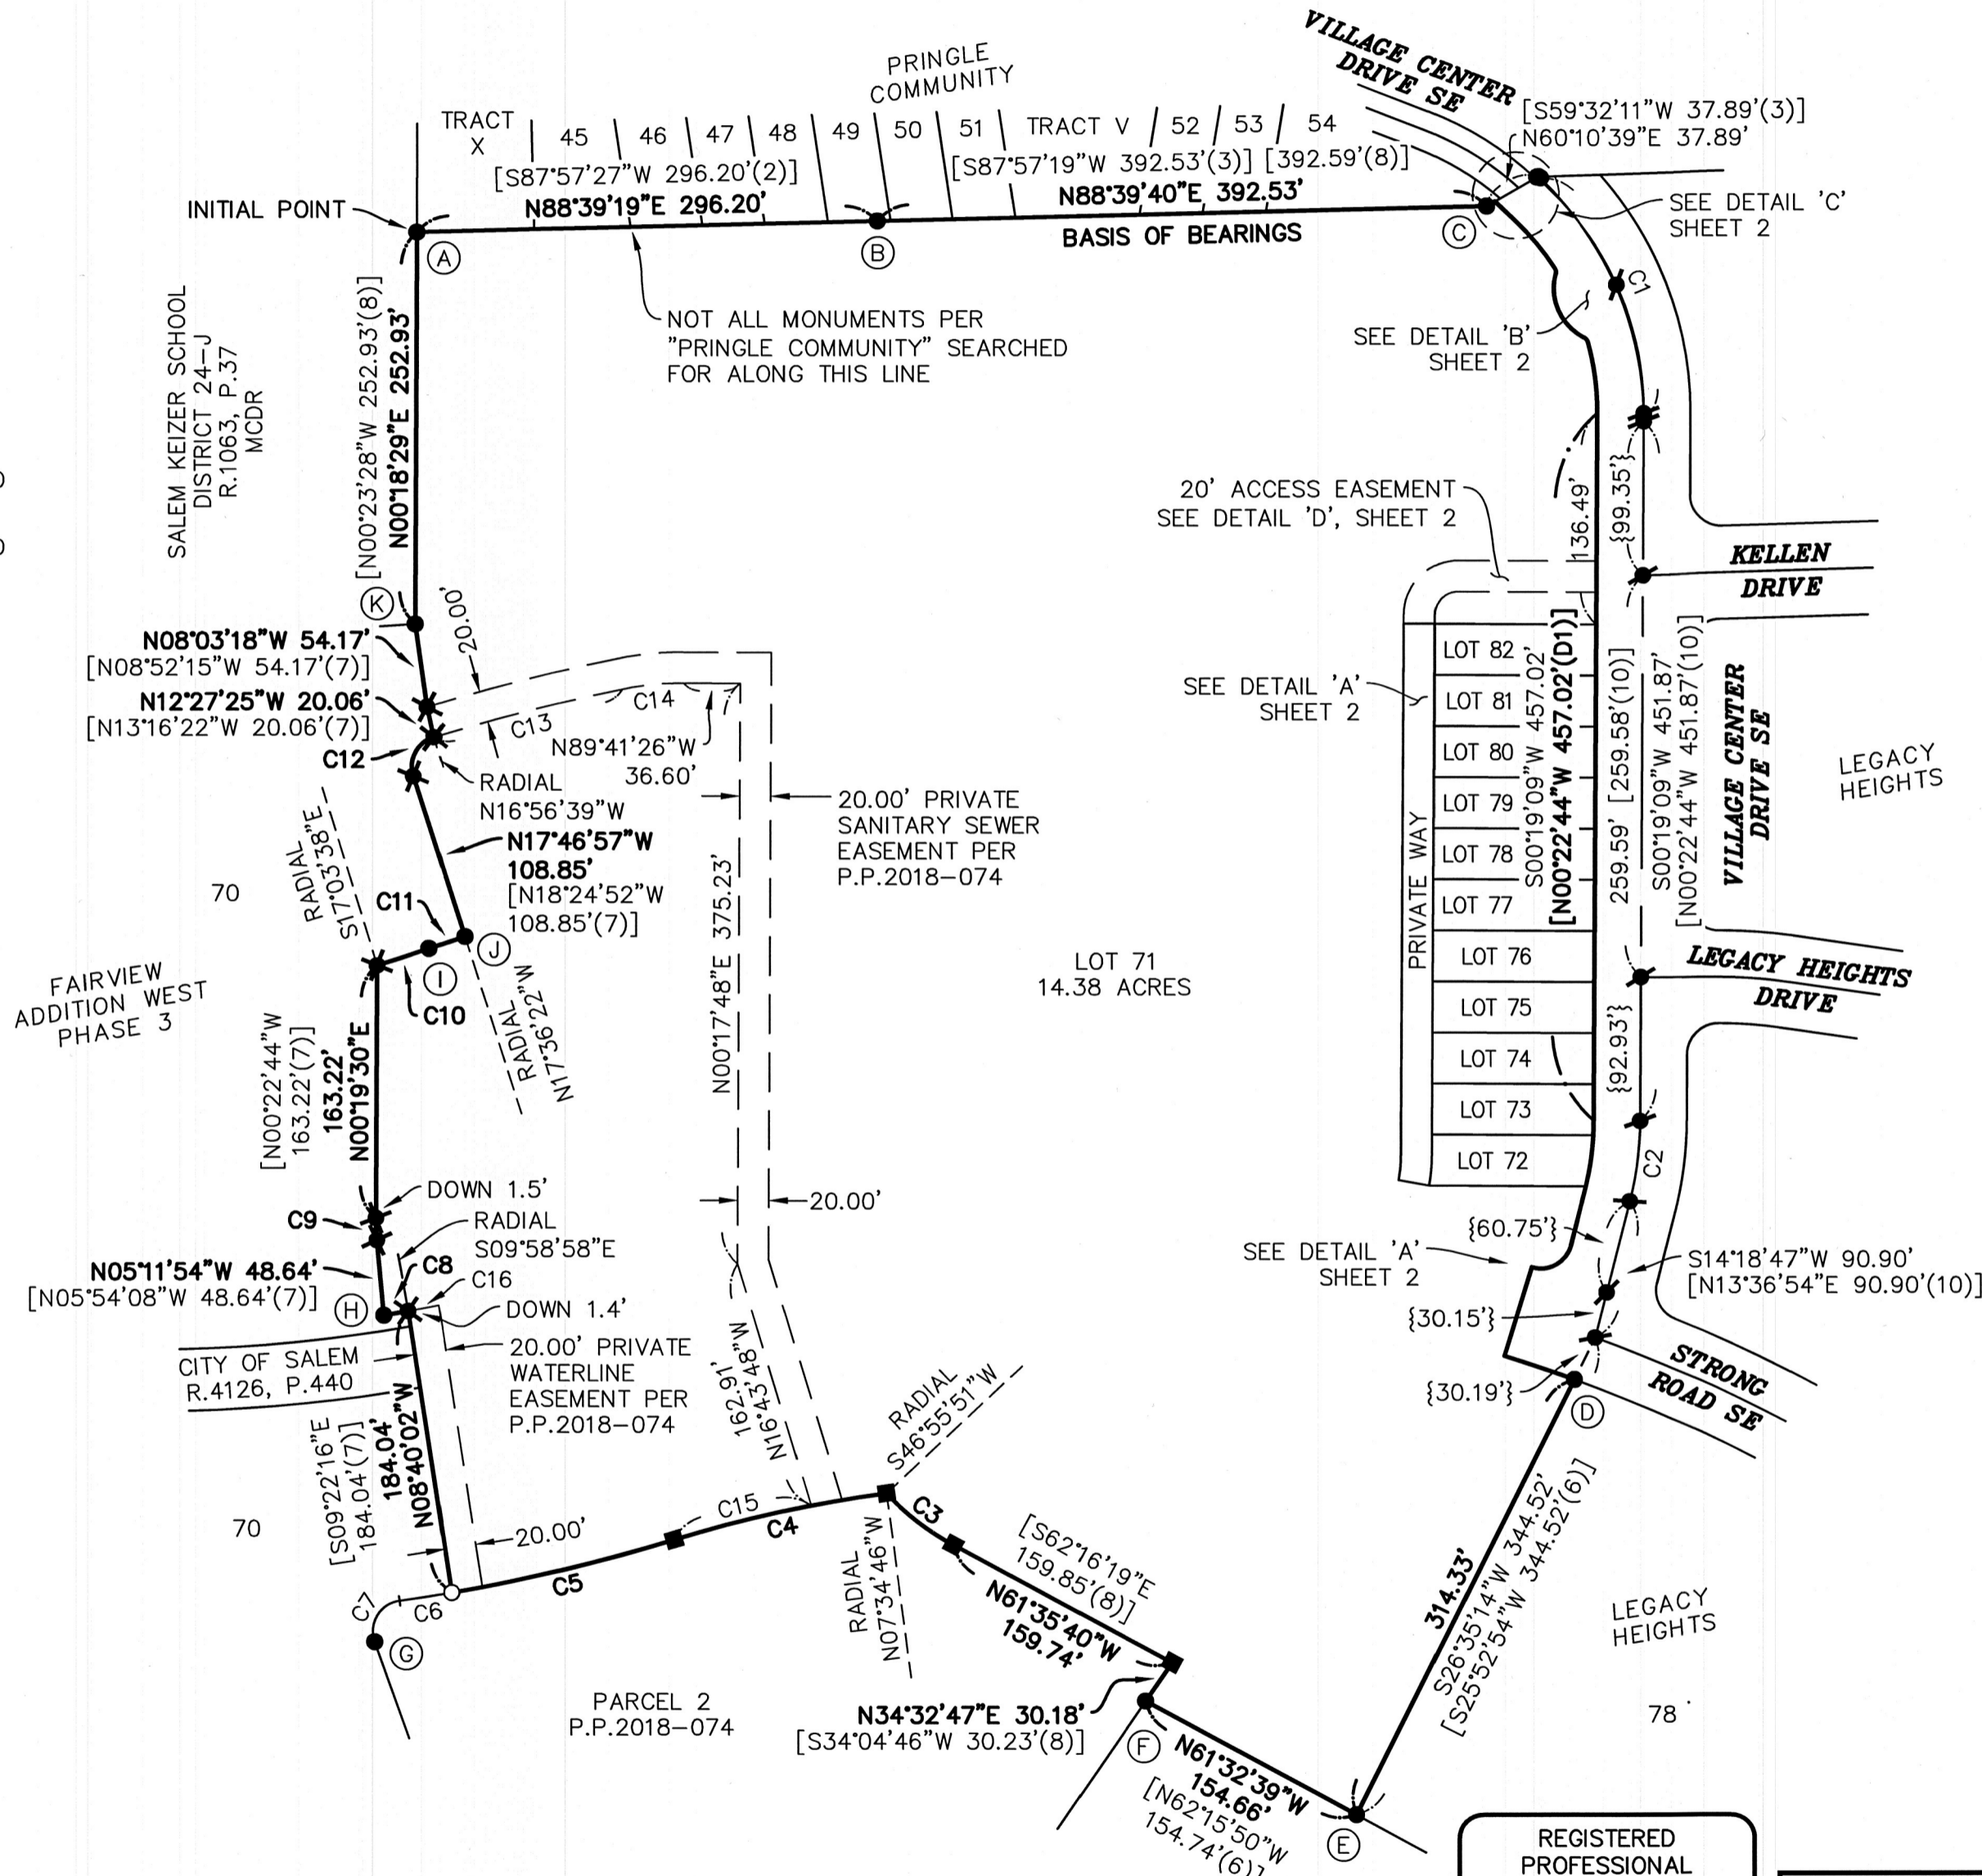 VILLAGE CENTER
DRIVE SE
PRINGLE
COMMUNITY
TRACT
X
45
46
47
48
49
50
51
TRACT V
52
53
54
[S59°32'11"W 37.89'(3)]
N60°10'39"E 37.89'
[S87°57'27"W 296.20'(2)]
[S87°57'19"W 392.53'(3)] [392.59'(8)]
N88°39'19"E 296.20'
N88°39'40"E 392.53'
BASIS OF BEARINGS
INITIAL POINT
A
B
C
SEE DETAIL 'C'
SHEET 2
C1
SEE DETAIL 'B'
SHEET 2
NOT ALL MONUMENTS PER
"PRINGLE COMMUNITY" SEARCHED
FOR ALONG THIS LINE
SALEM KEIZER SCHOOL
DISTRICT 24-J
R.1063, P.37
MCDR
[N00°23'28"W 252.93'(8)]
N00°18'29"E 252.93'
20' ACCESS EASEMENT
SEE DETAIL 'D', SHEET 2
136.49'
{99.35'}
KELLEN
DRIVE
K
20.00'
N08°03'18"W 54.17'
[N08°52'15"W 54.17'(7)]
N12°27'25"W 20.06'
[N13°16'22"W 20.06'(7)]
C12
C13
C14
N89°41'26"W
36.60'
RADIAL
N16°56'39"W
N17°46'57"W
108.85'
[N18°24'52"W
108.85'(7)]
20.00' PRIVATE
SANITARY SEWER
EASEMENT PER
P.P.2018-074
SEE DETAIL 'A'
SHEET 2
PRIVATE WAY
LOT 82
LOT 81
LOT 80
LOT 79
LOT 78
LOT 77
LOT 76
LOT 75
LOT 74
LOT 73
LOT 72
S00°19'09"W 457.02'
[N00°22'44"W 457.02'(D1)]
259.59' [259.58'(10)]
S00°19'09"W 451.87'
[N00°22'44"W 451.87'(10)]
VILLAGE CENTER
DRIVE SE
LEGACY
HEIGHTS
70
RADIAL
S17°03'38"E
C11
J
I
C10
RADIAL
N17°36'22"W
FAIRVIEW
ADDITION WEST
PHASE 3
N00°17'48"E 375.23'
LOT 71
14.38 ACRES
LEGACY HEIGHTS
DRIVE
{92.93'}
[N00°22'44"W
163.22'(7)]
163.22'
N00°19'30"E
C2
DOWN 1.5'
C9
RADIAL
S09°58'58"E
C8
C16
N05°11'54"W 48.64'
[N05°54'08"W 48.64'(7)]
H
DOWN 1.4'
20.00'
{60.75'}
SEE DETAIL 'A'
SHEET 2
S14°18'47"W 90.90'
[N13°36'54"E 90.90'(10)]
{30.15'}
{30.19'}
STRONG
ROAD SE
D
CITY OF SALEM
R.4126, P.440
20.00' PRIVATE
WATERLINE
EASEMENT PER
P.P.2018-074
162.91'
N16°43'48"W
RADIAL
S46°55'51"W
[S09°22'16"E
184.04'(7)]
184.04'
N08°40'02"W
70
20.00'
C15
C4
C3
C5
C6
C7
G
RADIAL
N07°34'46"W
[S62°16'19"E
159.85'(8)]
N61°35'40"W
159.74'
314.33'
S26°35'14"W 344.52'
[S25°52'54"W 344.52'(6)]
LEGACY
HEIGHTS
78
PARCEL 2
P.P.2018-074
N34°32'47"E 30.18'
[S34°04'46"W 30.23'(8)]
F
N61°32'39"W
154.66'
[N62°15'50"W
154.74'(6)]
E
REGISTERED
PROFESSIONAL